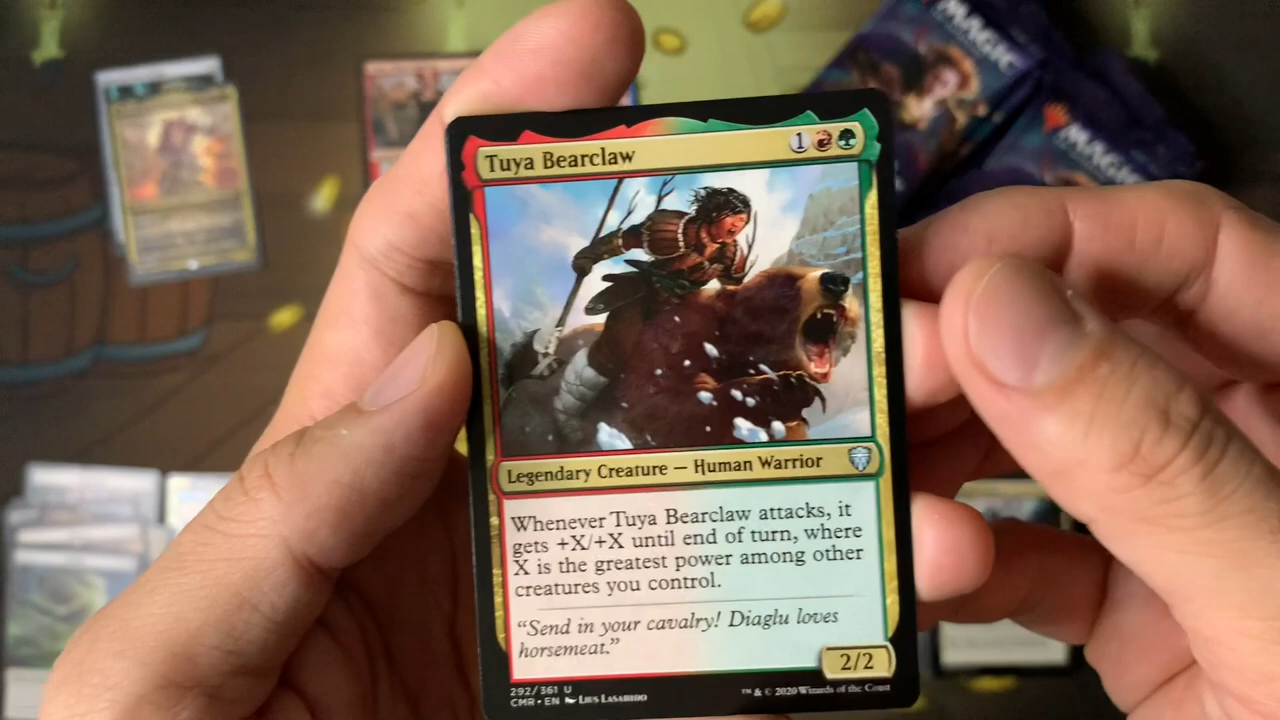 MAGIC
MAGIC
Tuya Bearclaw
1
Legendary Creature — Human Warrior
Whenever Tuya Bearclaw attacks, it
gets +X/+X until end of turn, where
X is the greatest power among other
creatures you control.
"Send in your cavalry! Diaglu loves
horsemeat."
2/2
292/361 U
CMR • EN Lius Lasahido
™ & © 2020 Wizards of the Coast